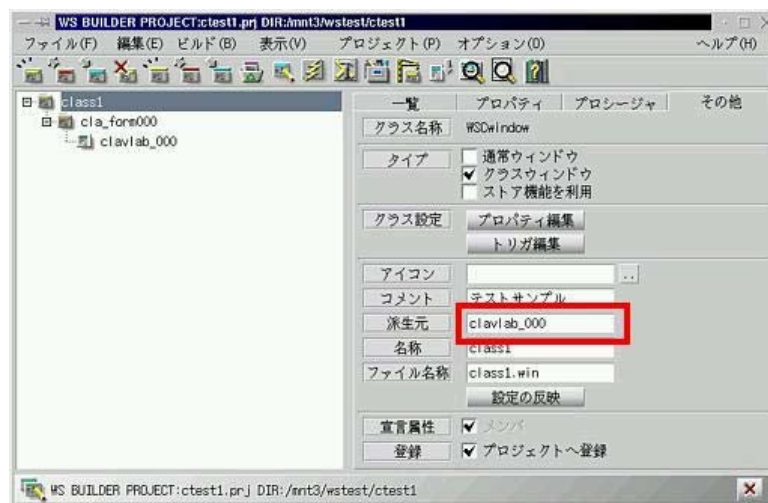 WS BUILDER PROJECT:ctest1.prj DIR:/mnt3/wstest/ctest1
ファイル(F) 編集(E) ビルド(B) 表示(V) プロジェクト(P) オプション(O) ヘルプ(H)
class1
cla_form000
clavlab_000
一覧 プロパティ プロシージャ その他
クラス名称 WSCwindow
タイプ 通常ウィンドウ
クラスウィンドウ
ストア機能を利用
クラス設定 プロパティ編集
トリガ編集
アイコン ..
コメント テストサンプル
派生元 clavlab_000
名称 class1
ファイル名称 class1.win
設定の反映
宣言属性 メンバ
登録 プロジェクトへ登録
WS BUILDER PROJECT:ctest1.prj DIR:/mnt3/wstest/ctest1